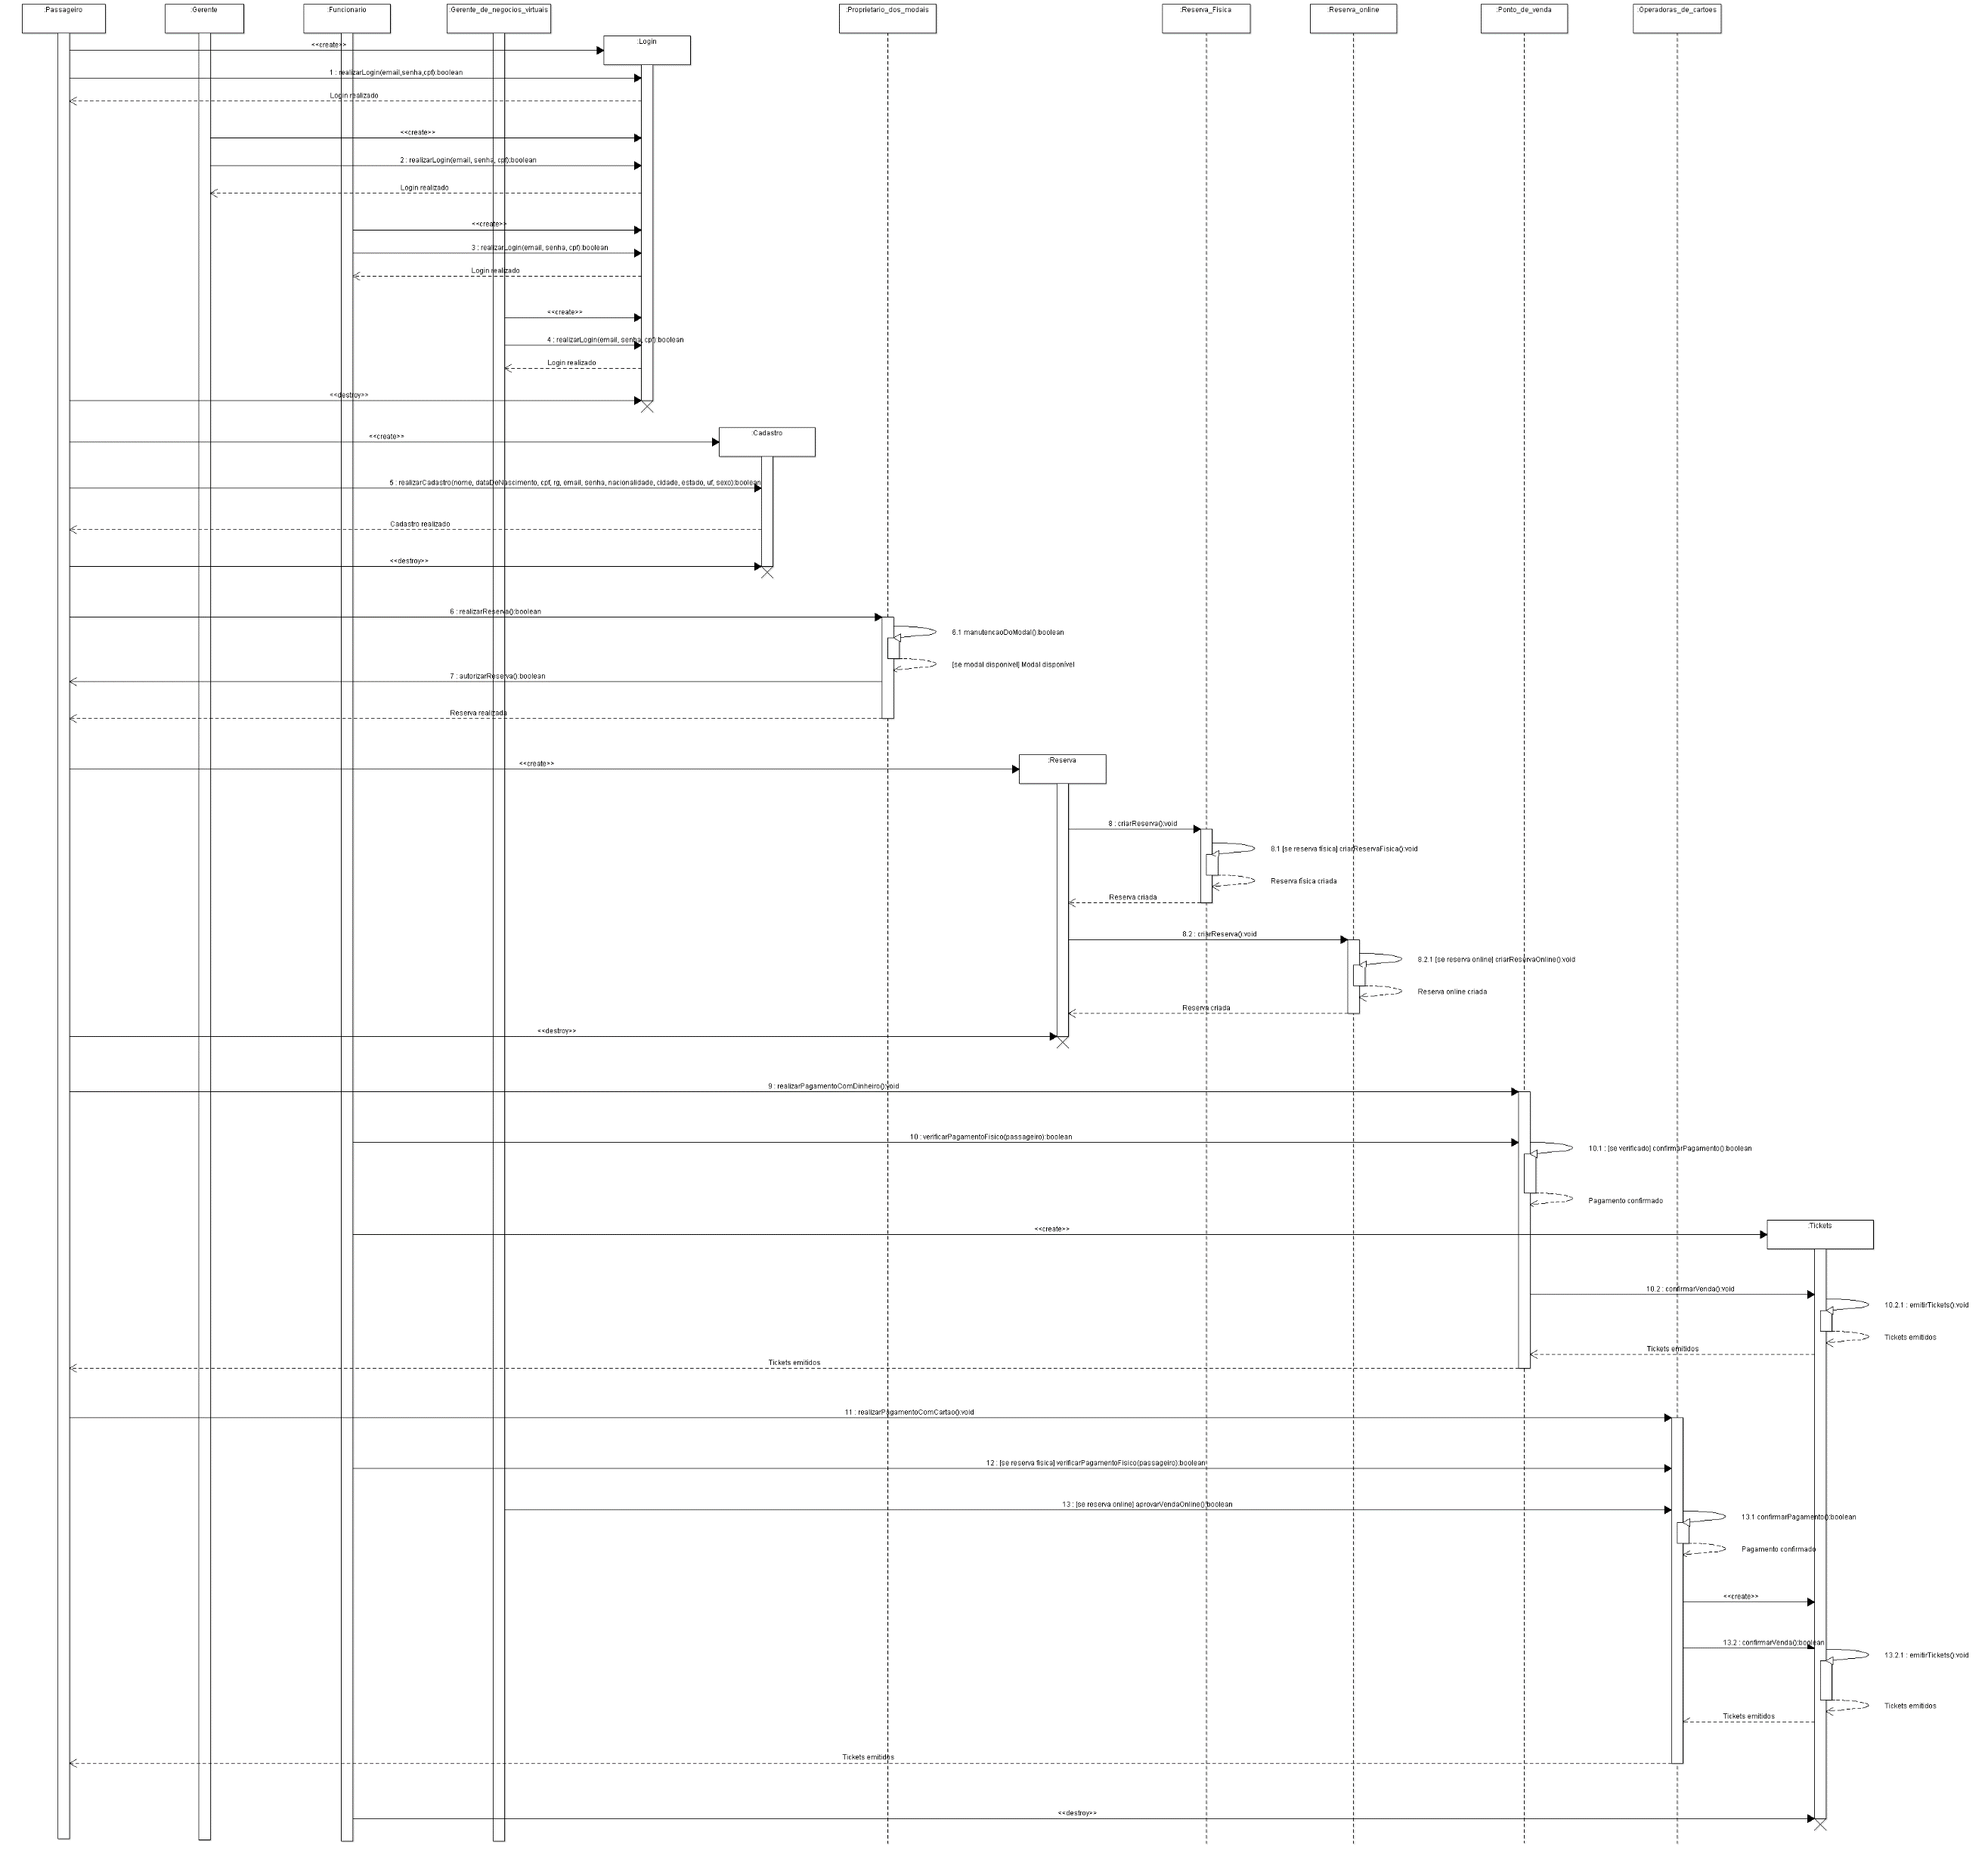 :Passageiro
:Gerente
:Funcionario
Gerente_de_negocios_virtuais
:Proprietario_dos_modais
:Reserva_Fisica
:Reserva_online
:Ponto_de_venda
:Operadoras_de_cartoes
<<create>>
:Login
1 : realizarLogin(email,senha,cpf):boolean
Login realizado
<<create>>
2 : realizarLogin(email, senha, cpf):boolean
Login realizado
<<create>>
3 : realizarLogin(email, senha, cpf):boolean
Login realizado
<<create>>
4 : realizarLogin(email, senha, cpf):boolean
Login realizado
<<destroy>>
<<create>>
:Cadastro
5 : realizarCadastro(nome, dataDoNascimento, cpf, rg, email, senha, nacionalidade, cidade, estado, uf, sexo):boolean
Cadastro realizado
<<destroy>>
6 : realizarReserva():boolean
6.1 manutencaoDoModal():boolean
[se modal disponivel] Modal disponível
7 : autorizarReserva():boolean
Reserva realizada
<<create>>
:Reserva
8 : criarReserva():void
8.1 [se reserva física] criarReservaFisica():void
Reserva física criada
Reserva criada
8.2 : criarReserva():void
8.2.1 [se reserva online] criarReservaOnline():void
Reserva online criada
Reserva criada
<<destroy>>
9 : realizarPagamentoComDinheiro():void
10 : verificarPagamentoFisico(passageiro):boolean
10.1 : [se verificado] confirmarPagamento():boolean
Pagamento confirmado
<<create>>
:Tickets
10.2 : confirmarVenda():void
10.2.1 : emitirTickets():void
Tickets emitidos
Tickets emitidos
Tickets emitidos
11 : realizarPagamentoComCartao():void
12 : [se reserva fisica] verificarPagamentoFisico(passageiro):boolean
13 : [se reserva online] aprovarVendaOnline():boolean
13.1 confirmarPagamento():boolean
Pagamento confirmado
<<create>>
13.2 : confirmarVenda():boolean
13.2.1 : emitirTickets():void
Tickets emitidos
Tickets emitidos
Tickets emitidos
<<destroy>>